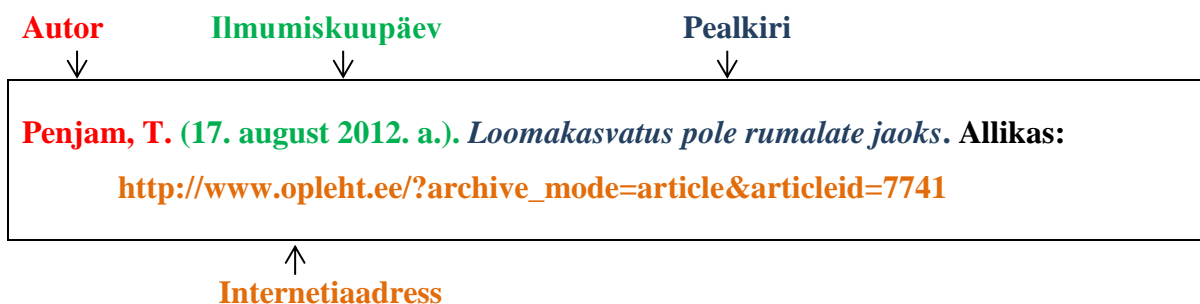 Autor Ilmumiskuupäev Pealkiri
Penjam, T. (17. august 2012. a.). Loomakasvatus pole rumalate jaoks. Allikas:
http://www.opleht.ee/?archive_mode=article&articleid=7741
Internetiaadress